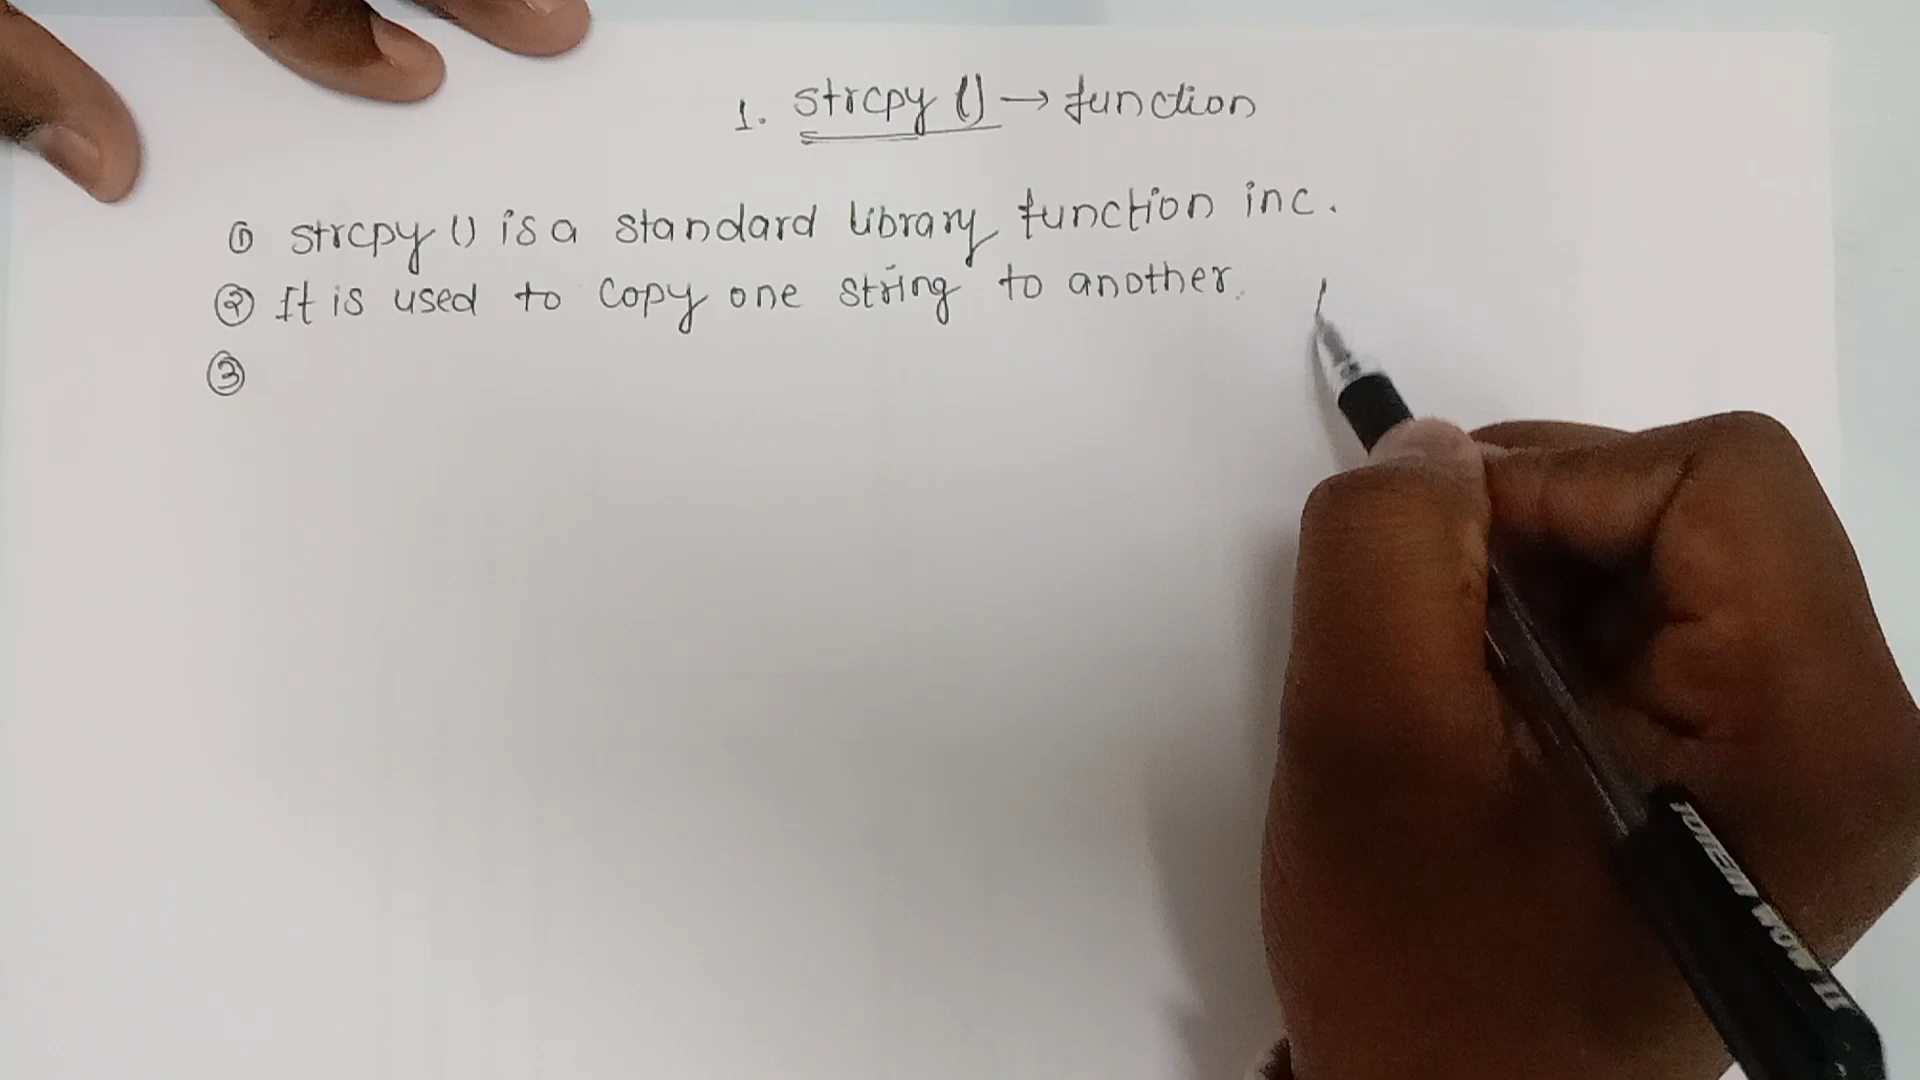 1. strcpy () → function
① strcpy () is a standard library function inc.
② It is used to copy one string to another.
③